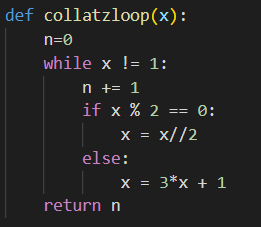 def collatzloop(x):
    n=0
    while x != 1:
        n += 1
        if x % 2 == 0:
            x = x//2
        else:
            x = 3*x + 1
    return n